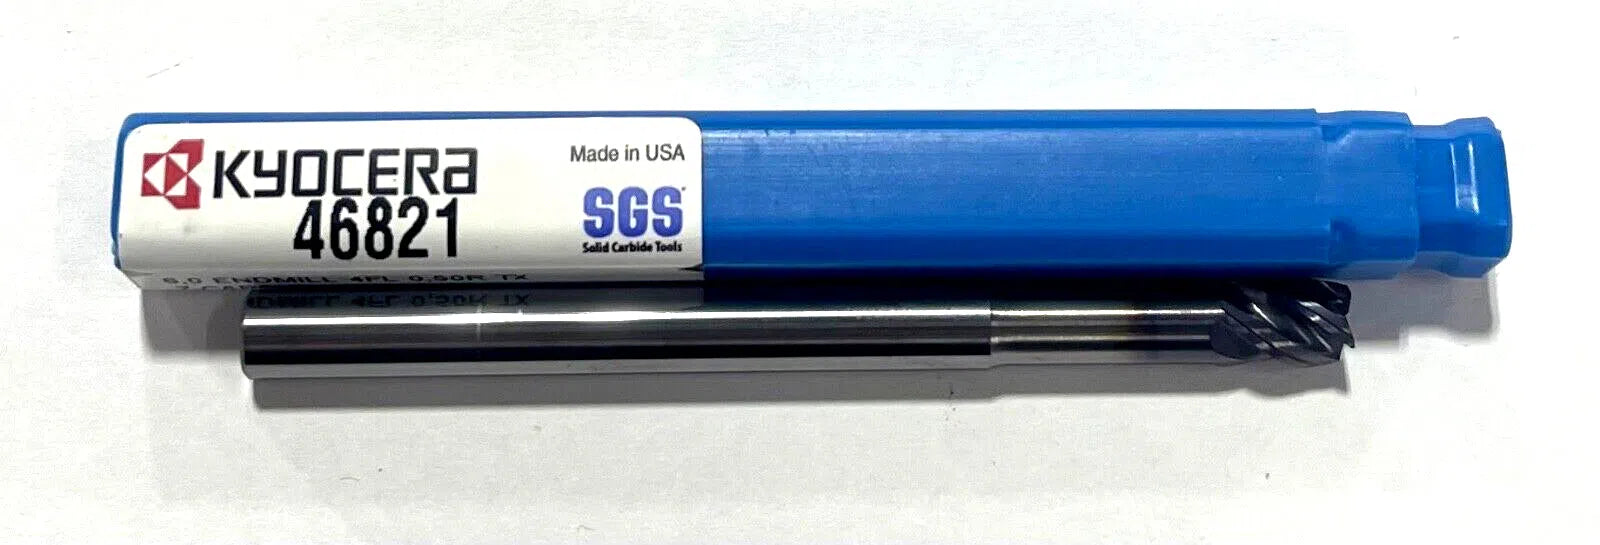 KYOCERA
46821
Made in USA
SGS
Solid Carbide Tools
6,0 ENDMILL 4FL 0,50R TX